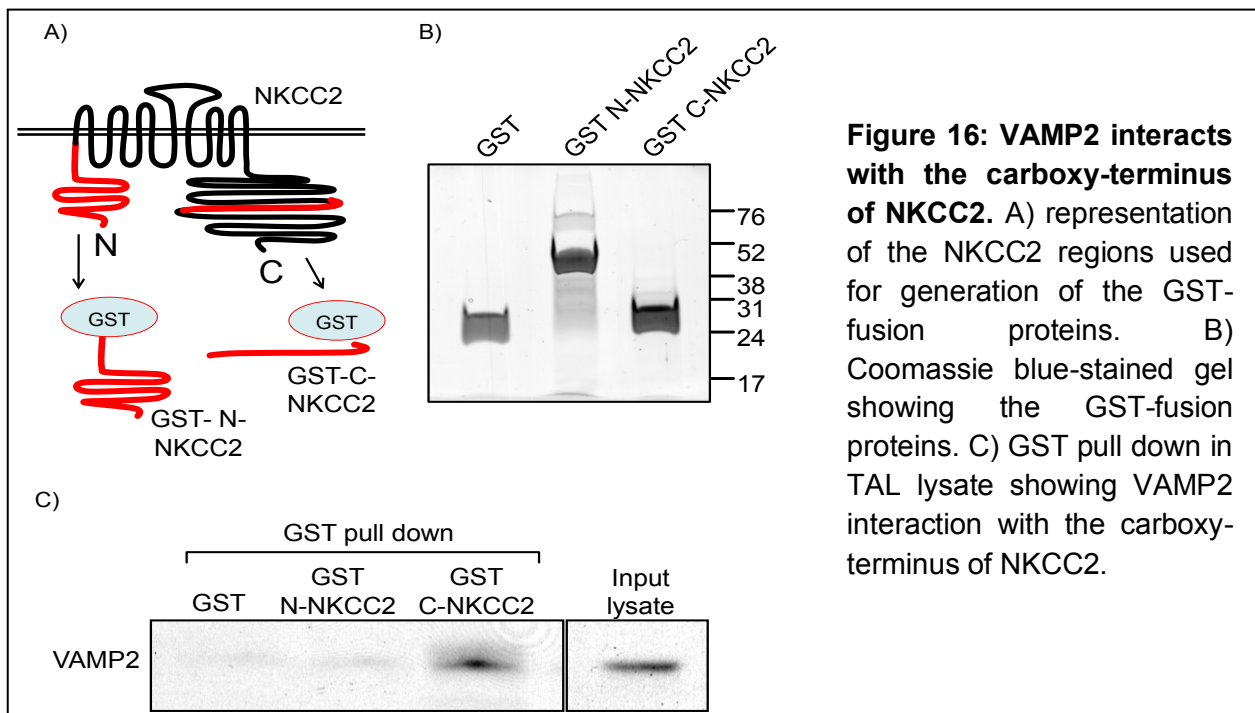 A)
NKCC2
N
C
GST
GST- N-
NKCC2
GST
GST-C-
NKCC2
B)
GST
GST N-NKCC2
GST C-NKCC2
76
52
38
31
24
17
Figure 16: VAMP2 interacts
with the carboxy-terminus
of NKCC2. A) representation
of the NKCC2 regions used
for generation of the GST-
fusion proteins. B)
Coomassie blue-stained gel
showing the GST-fusion
proteins. C) GST pull down in
TAL lysate showing VAMP2
interaction with the carboxy-
terminus of NKCC2.
C)
GST pull down
GST
GST
N-NKCC2
GST
C-NKCC2
Input
lysate
VAMP2